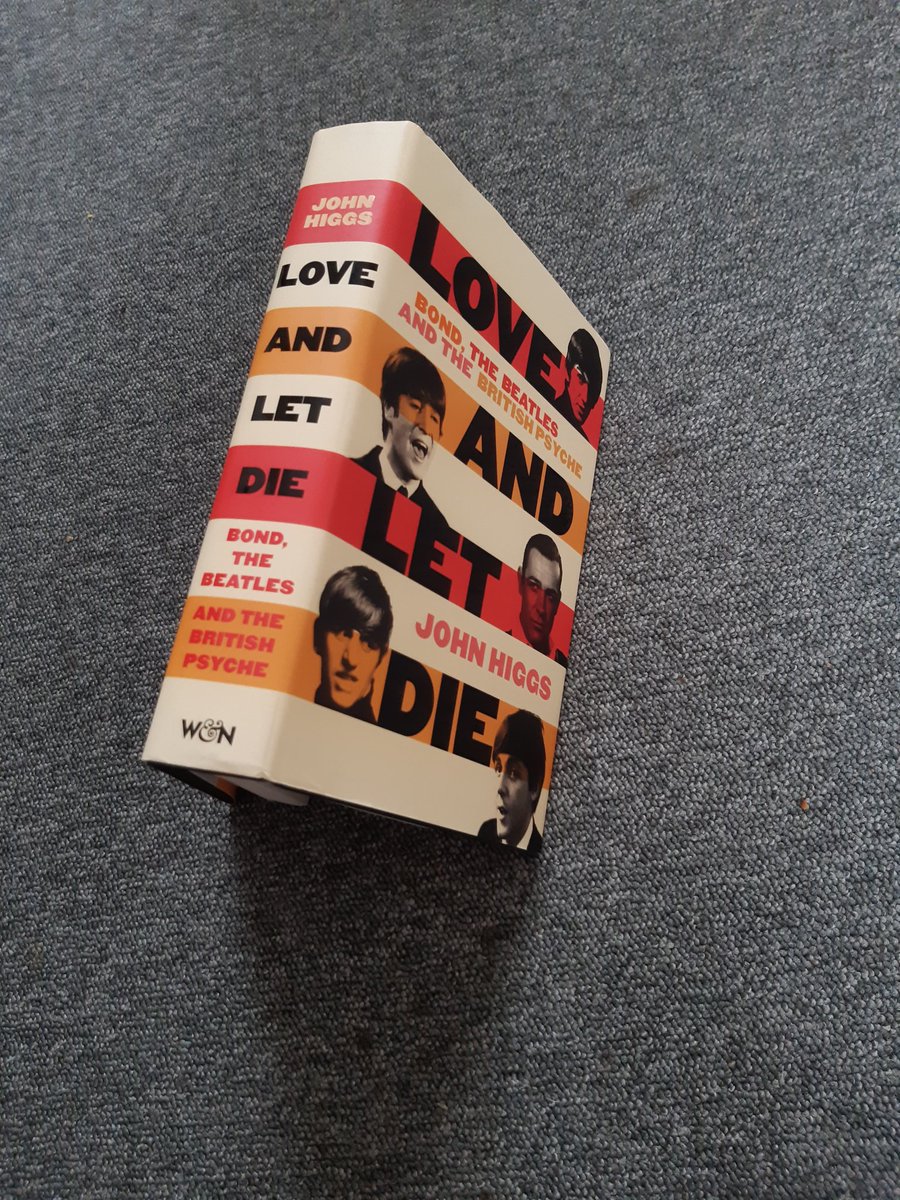 JOHN
HIGGS
LOVE
AND
LET
DIE
BOND,
THE
BEATLES
AND THE
BRITISH
PSYCHE
W&N
LOVE
BOND, THE BEATLES
AND THE BRITISH PSYCHE
AND
LET
JOHN HIGGS
DIE